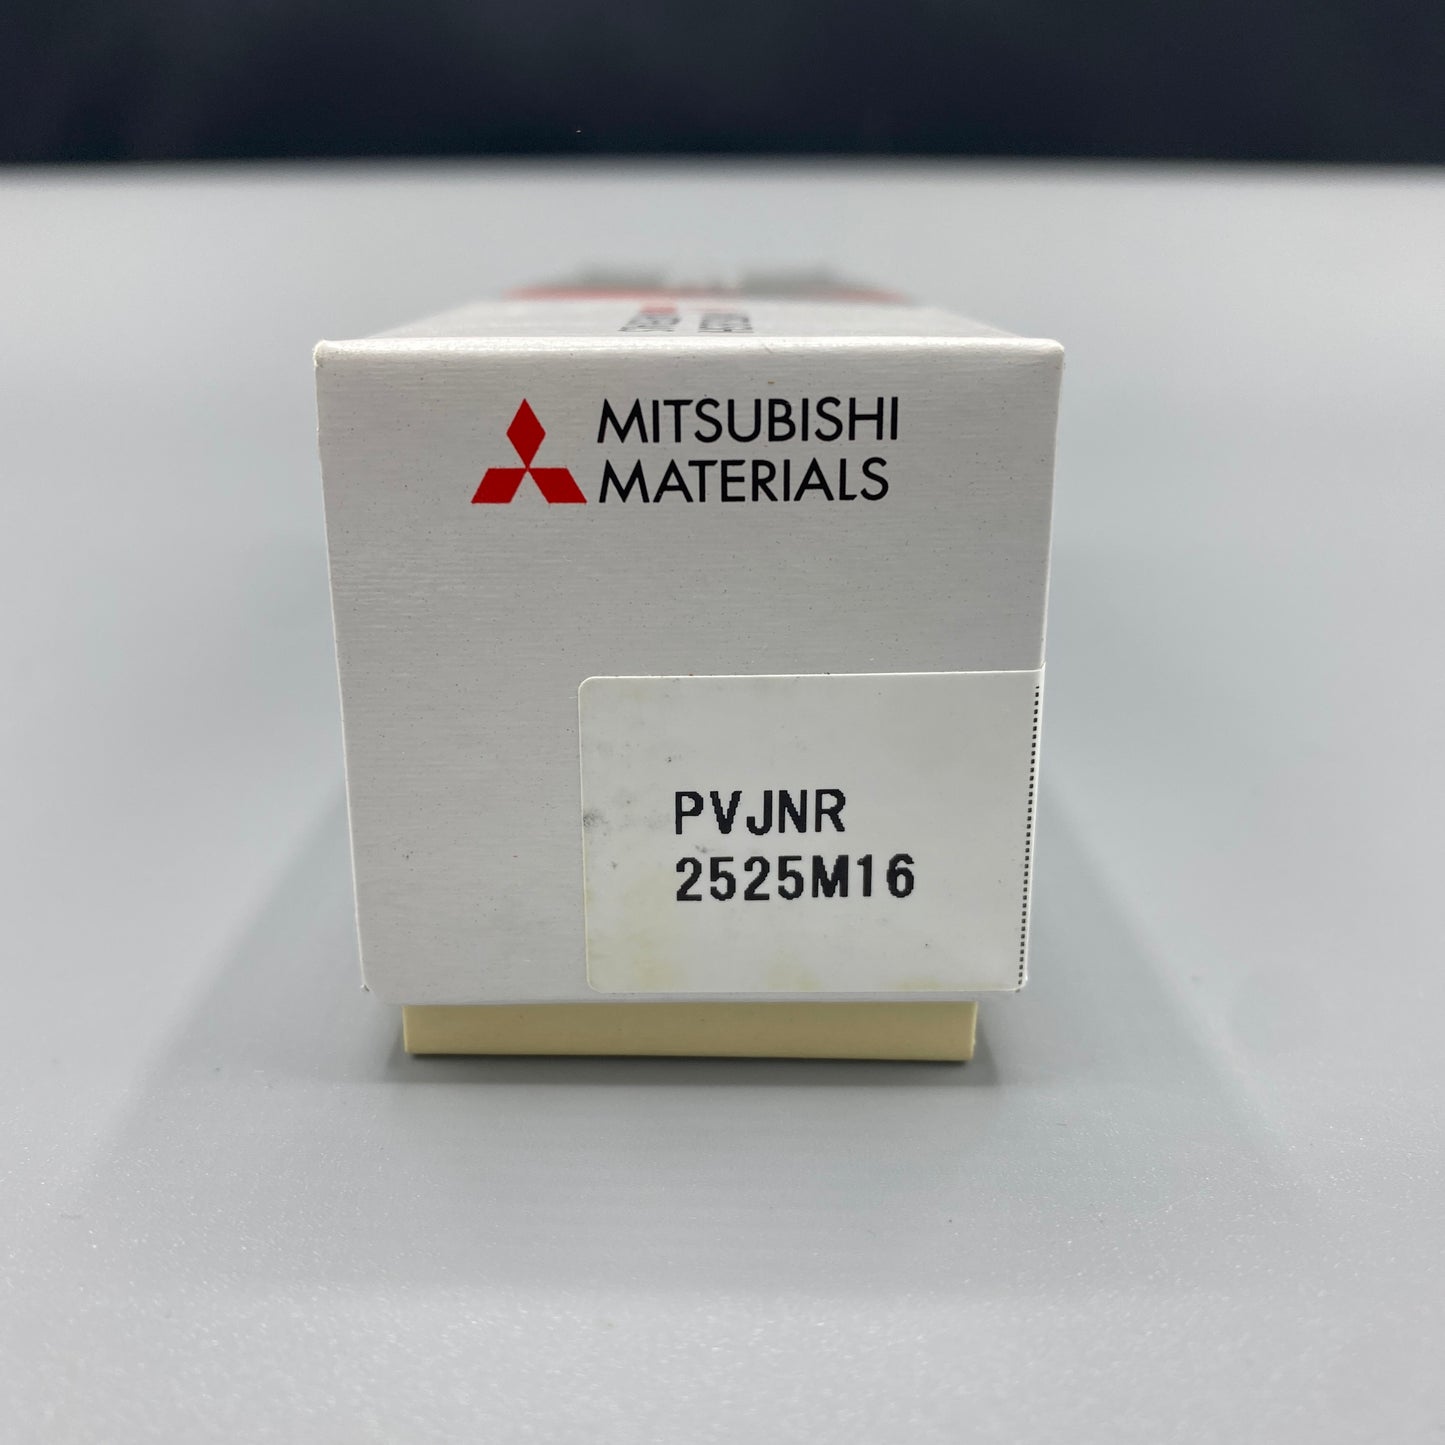 MITSUBISHI
MATERIALS
PVJNR
2525M16